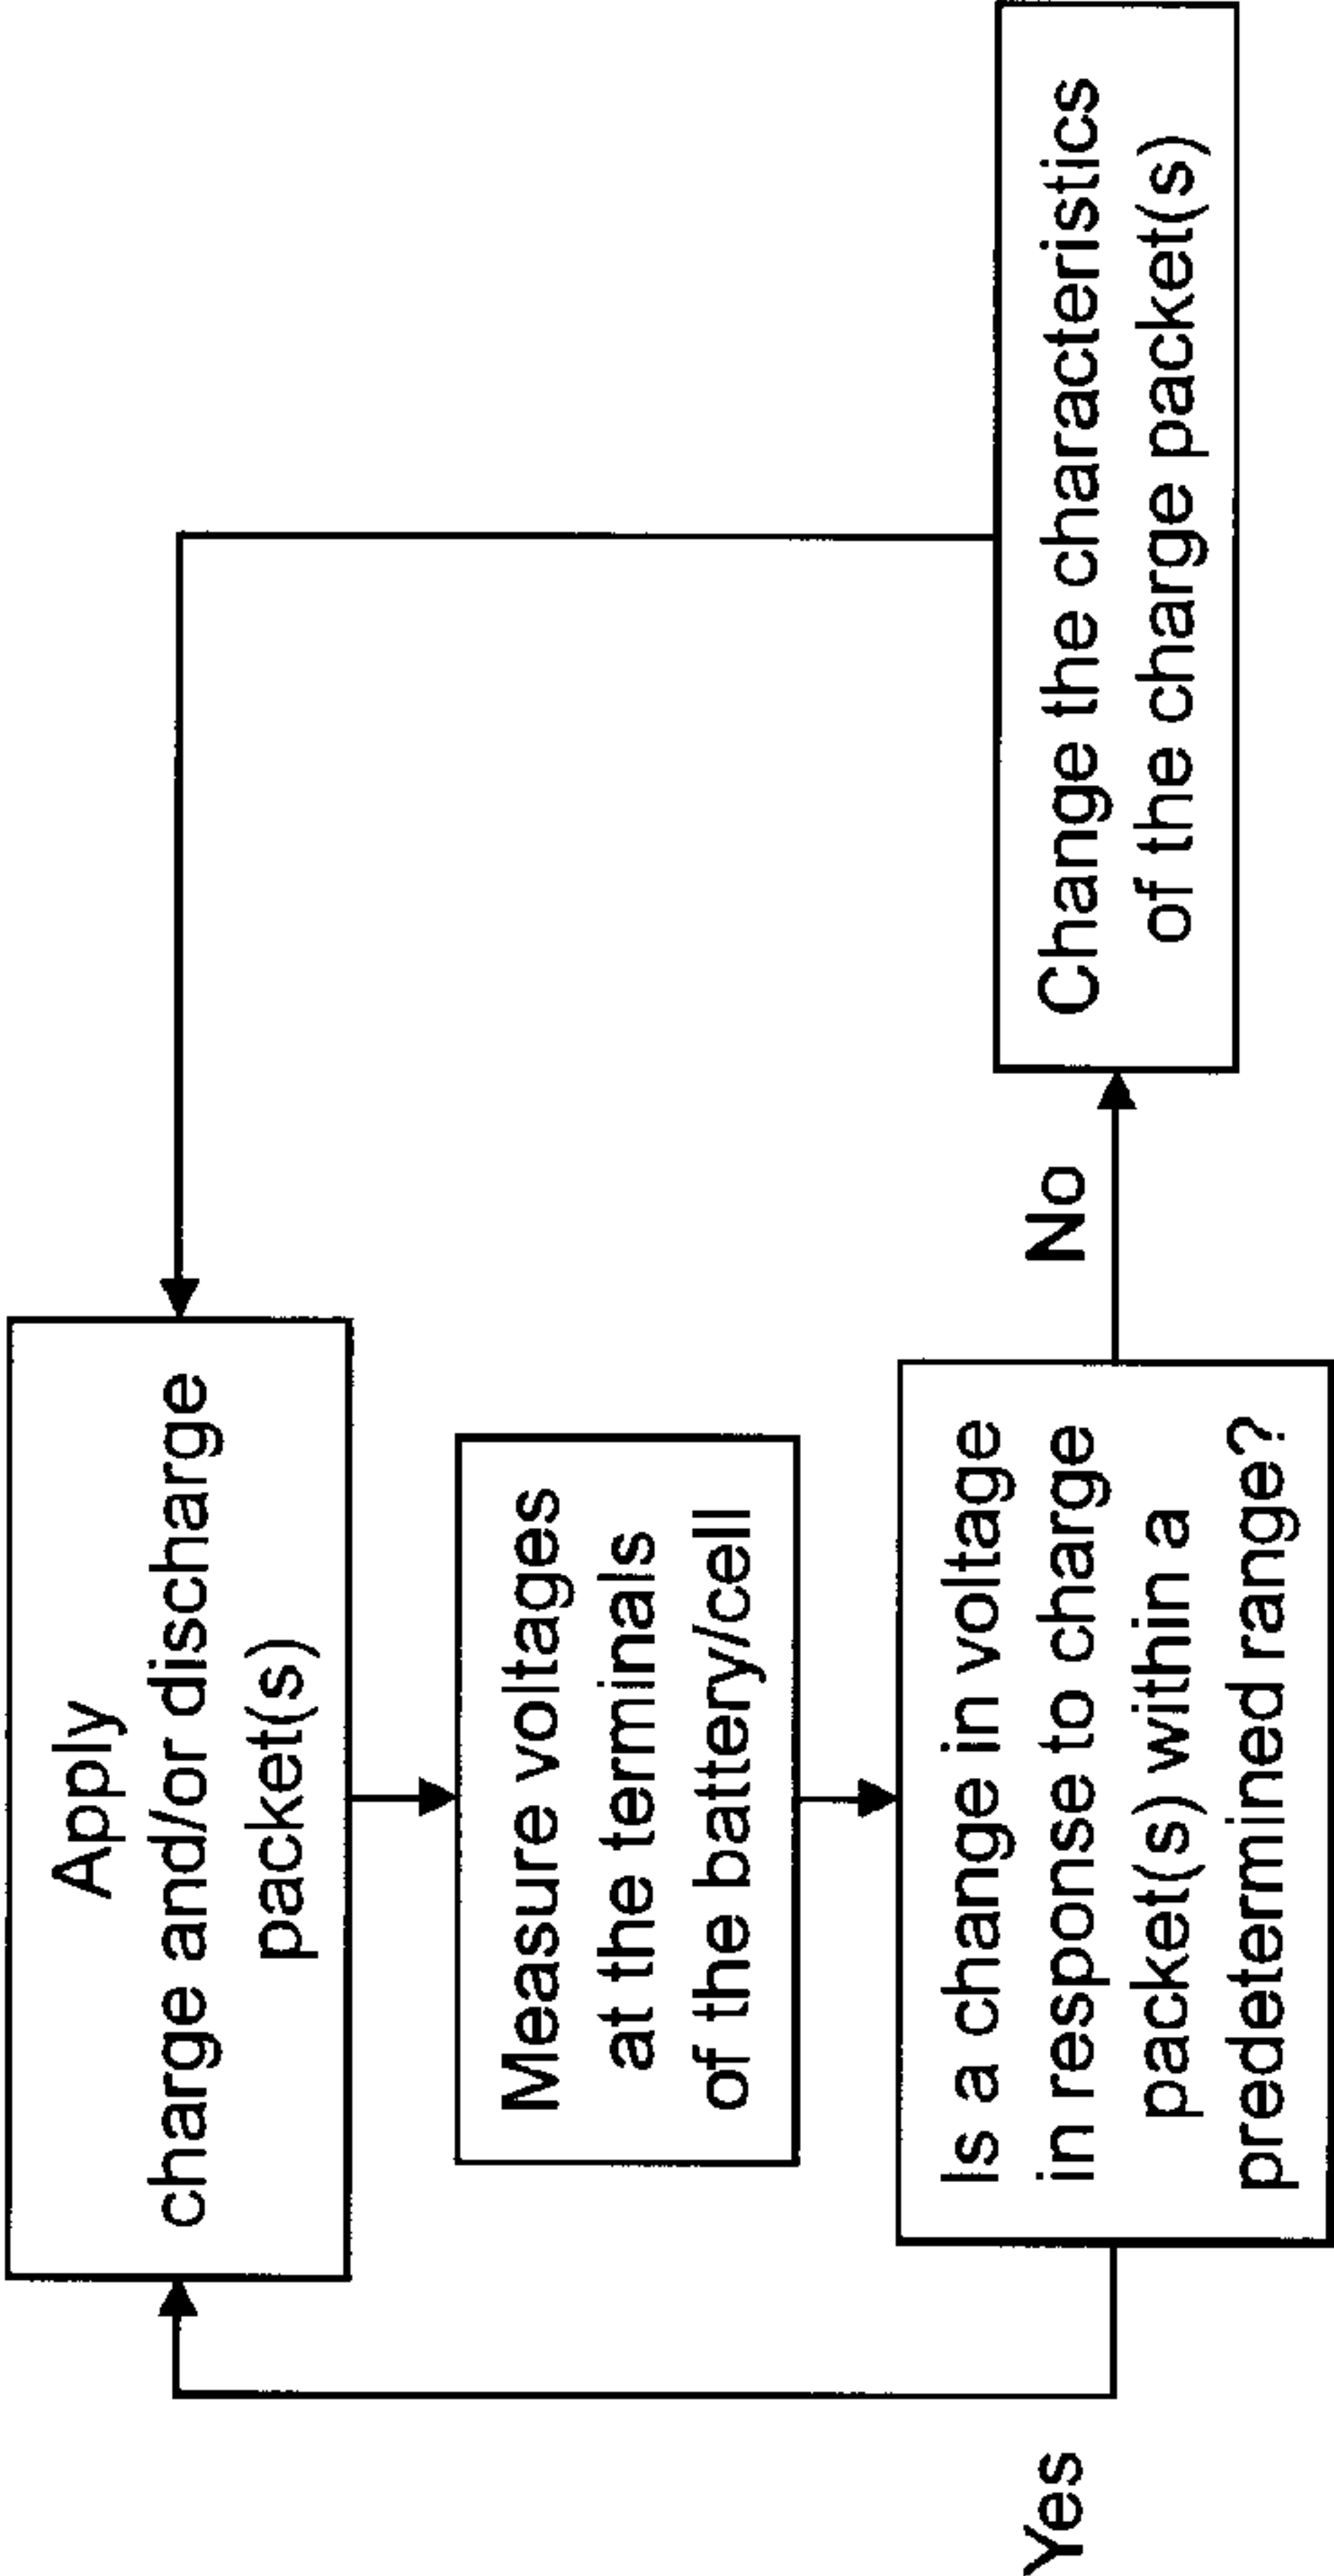 Apply
charge and/or discharge
packet(s)
Measure voltages
at the terminals
of the battery/cell
Is a change in voltage
in response to charge
packet(s) within a
predetermined range?
Yes
No
Change the characteristics
of the charge packet(s)